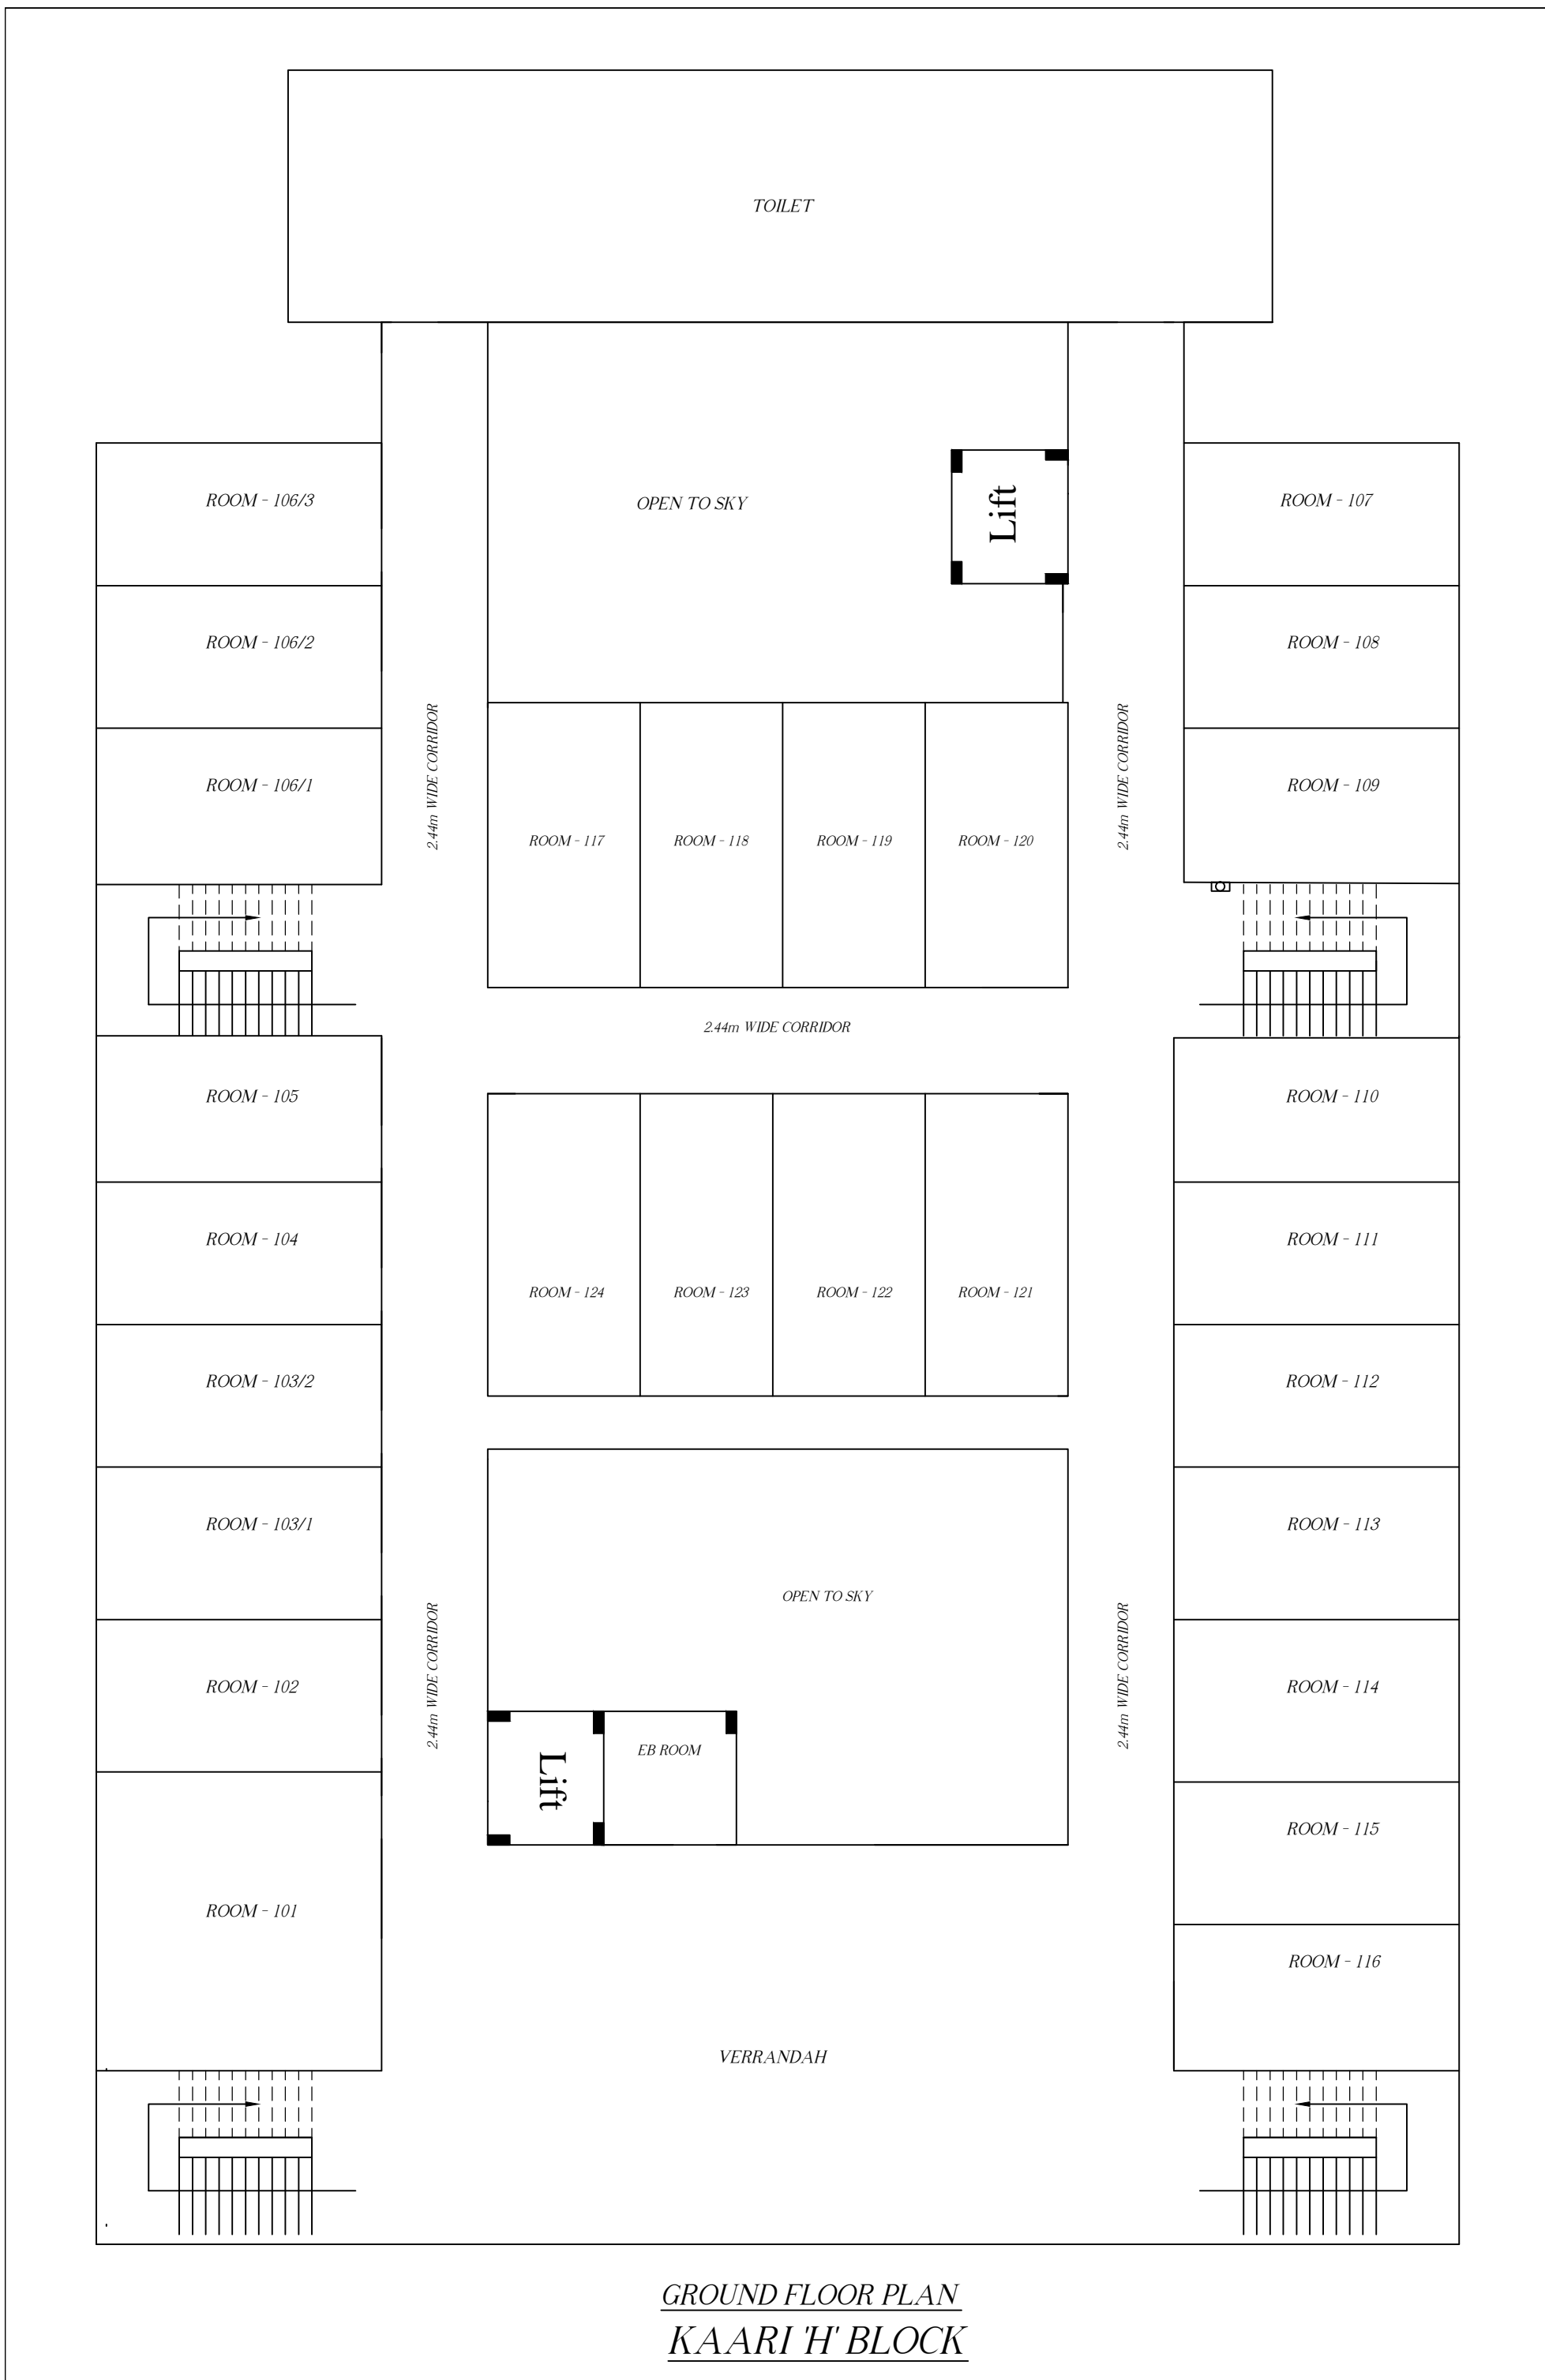 TOILET
ROOM - 106/3
OPEN TO SKY
Lift
ROOM - 107
ROOM - 106/2
ROOM - 108
2.44m WIDE CORRIDOR
2.44m WIDE CORRIDOR
ROOM - 106/1
ROOM - 109
ROOM - 117
ROOM - 118
ROOM - 119
ROOM - 120
2.44m WIDE CORRIDOR
ROOM - 105
ROOM - 110
ROOM - 104
ROOM - 111
ROOM - 124
ROOM - 123
ROOM - 122
ROOM - 121
ROOM - 103/2
ROOM - 112
ROOM - 103/1
ROOM - 113
OPEN TO SKY
2.44m WIDE CORRIDOR
2.44m WIDE CORRIDOR
ROOM - 102
ROOM - 114
Lift
EB ROOM
ROOM - 115
ROOM - 101
ROOM - 116
VERRANDAH
GROUND FLOOR PLAN
KAARI 'H' BLOCK